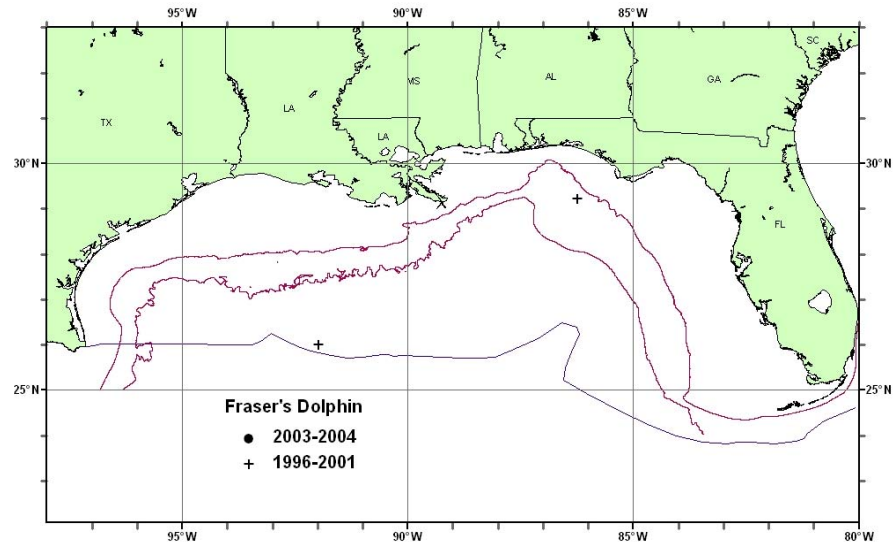 95°W 90°W 85°W
SC
MS AL GA
LA
TX
LA
30°N 30°N
FL
25°N 25°N
Fraser's Dolphin
2003-2004
1996-2001
95°W 90°W 85°W 80°W